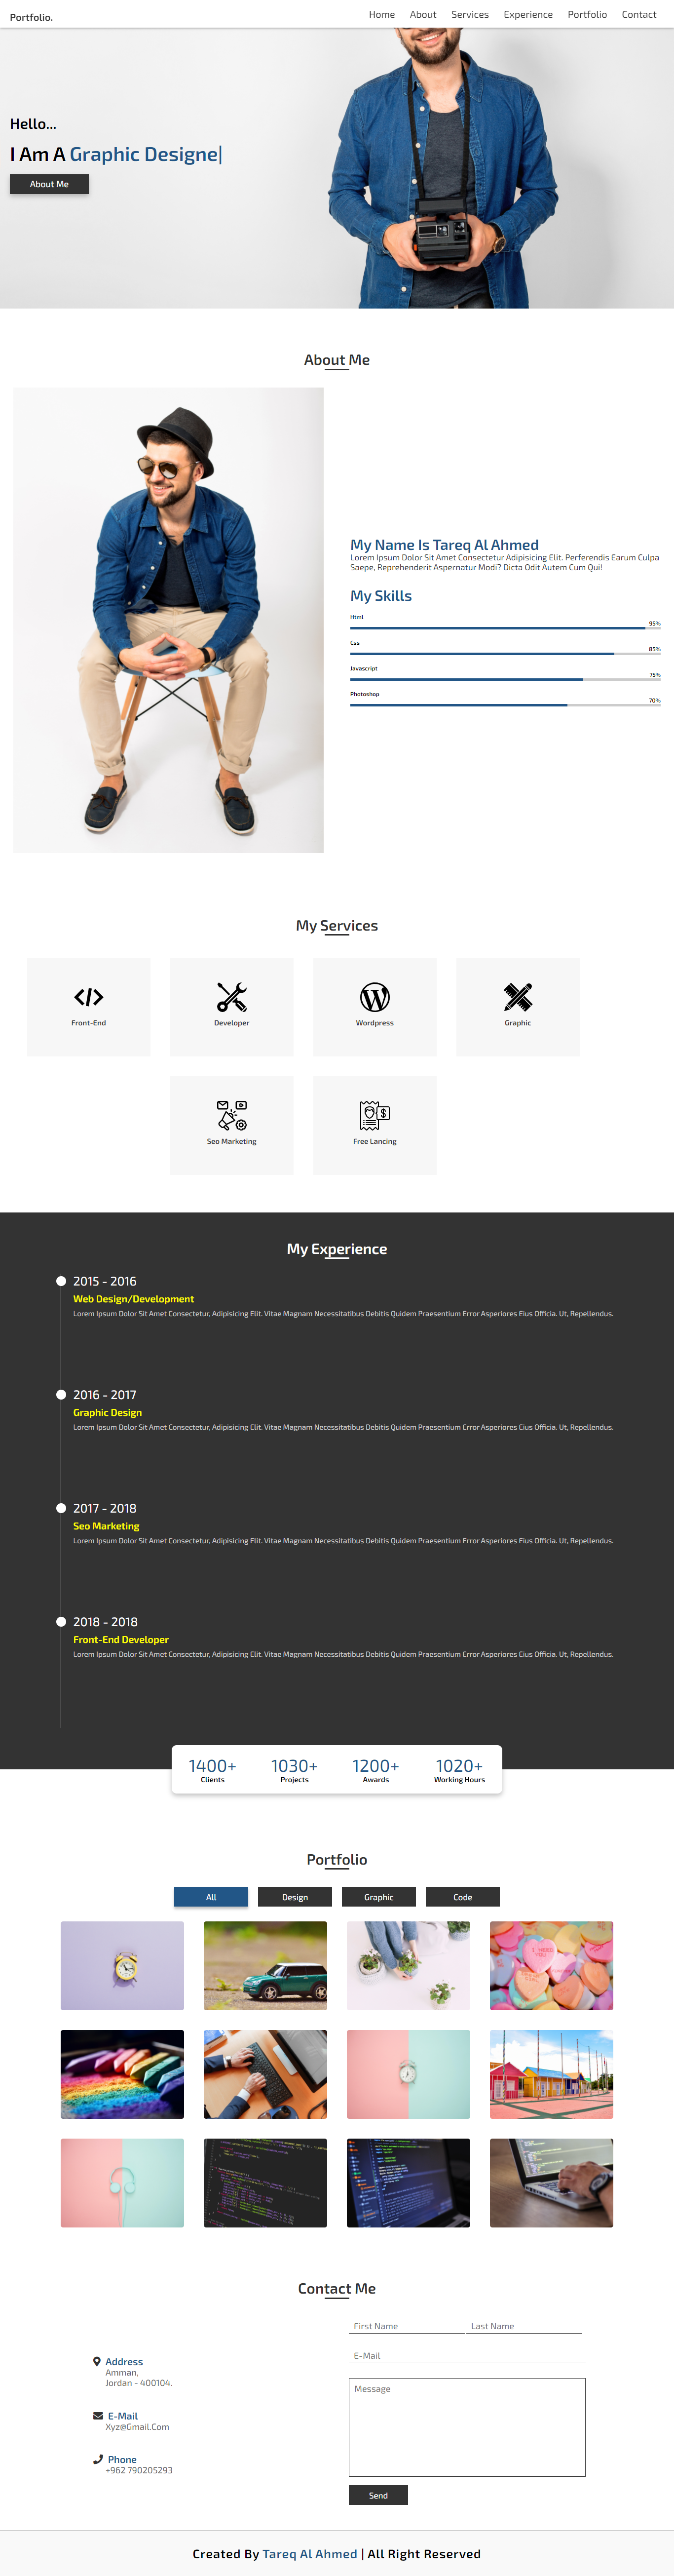 Portfolio.
Home About Services Experience Portfolio Contact
Hello...
I Am A Graphic Designe|
About Me
About Me
My Name Is Tareq Al Ahmed
Lorem Ipsum Dolor Sit Amet Consectetur Adipisicing Elit. Perferendis Earum Culpa
Saepe, Reprehenderit Aspernatur Modi? Dicta Odit Autem Cum Qui!
My Skills
Html
95%
Css
85%
Javascript
75%
Photoshop
70%
My Services
Front-End Developer Wordpress Graphic
Seo Marketing Free Lancing
My Experience
2015 - 2016
Web Design/Development
Lorem Ipsum Dolor Sit Amet Consectetur, Adipisicing Elit. Vitae Magnam Necessitatibus Debitis Quidem Praesentium Error Asperiores Eius Officia. Ut, Repellendus.
2016 - 2017
Graphic Design
Lorem Ipsum Dolor Sit Amet Consectetur, Adipisicing Elit. Vitae Magnam Necessitatibus Debitis Quidem Praesentium Error Asperiores Eius Officia. Ut, Repellendus.
2017 - 2018
Seo Marketing
Lorem Ipsum Dolor Sit Amet Consectetur, Adipisicing Elit. Vitae Magnam Necessitatibus Debitis Quidem Praesentium Error Asperiores Eius Officia. Ut, Repellendus.
2018 - 2018
Front-End Developer
Lorem Ipsum Dolor Sit Amet Consectetur, Adipisicing Elit. Vitae Magnam Necessitatibus Debitis Quidem Praesentium Error Asperiores Eius Officia. Ut, Repellendus.
1400+ 1030+ 1200+ 1020+
Clients Projects Awards Working Hours
Portfolio
All Design Graphic Code
Contact Me
First Name Last Name
E-Mail
Message
Address
Amman,
Jordan - 400104.
E-Mail
Xyz@Gmail.Com
Phone
+962 790205293
Send
Created By Tareq Al Ahmed | All Right Reserved